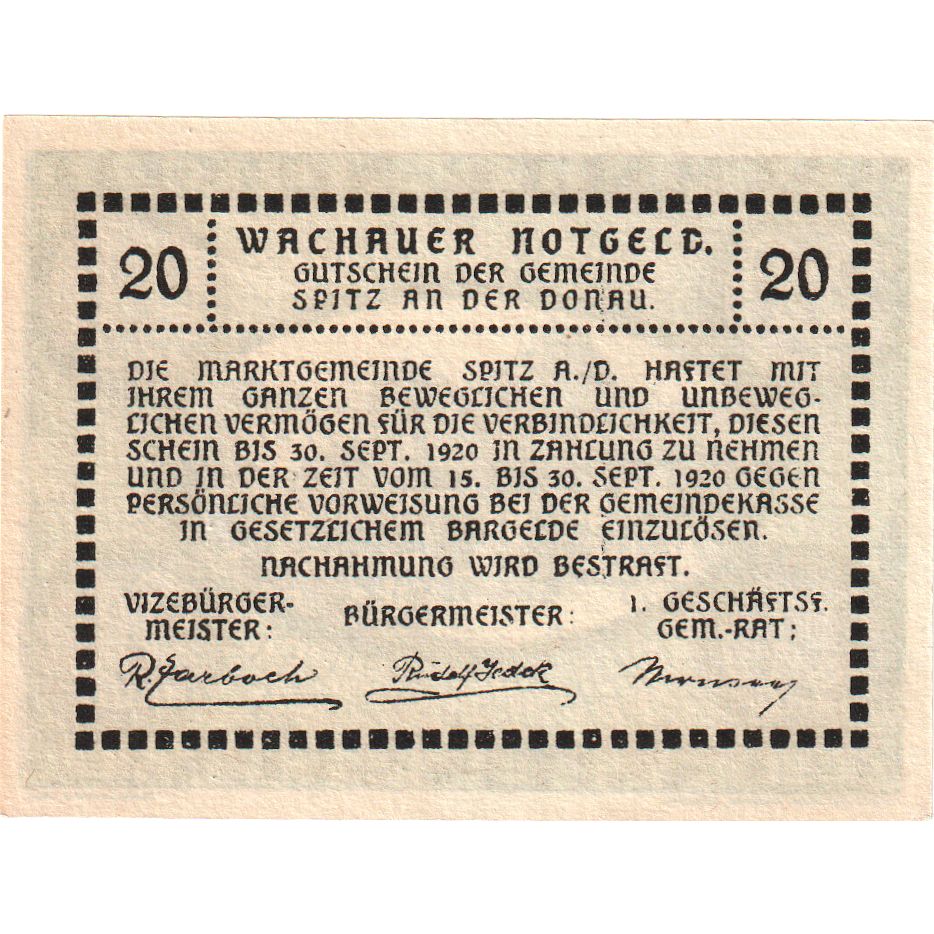 20
WACHAUER NOTGELD.
20
GUTSCHEIN DER GEMEINDE
SPITZ AN DER DONAU.
DIE MARKTGEMEINDE SPITZ A./D. HAFTET MIT
IHREM GANZEN BEWEGLICHEN UND UNBEWEG-
LICHEN VERMÖGEN FÜR DIE VERBINDLICHKEIT, DIESEN
SCHEIN BIS 30. SEPT. 1920 IN ZAHLUNG ZU NEHMEN
UND IN DER ZEIT VOM 15. BIS 30. SEPT. 1920 GEGEN
PERSÖNLICHE VORWEISUNG BEI DER GEMEINDEKASSE
IN GESETZLICHEM BARGELDE EINZULÖSEN.
NACHAHMUNG WIRD BESTRAFT.
VIZEBÜRGER-
MEISTER:
BÜRGERMEISTER:
1. GESCHÄFTSF.
GEM.-RAT;
R. Rudolf